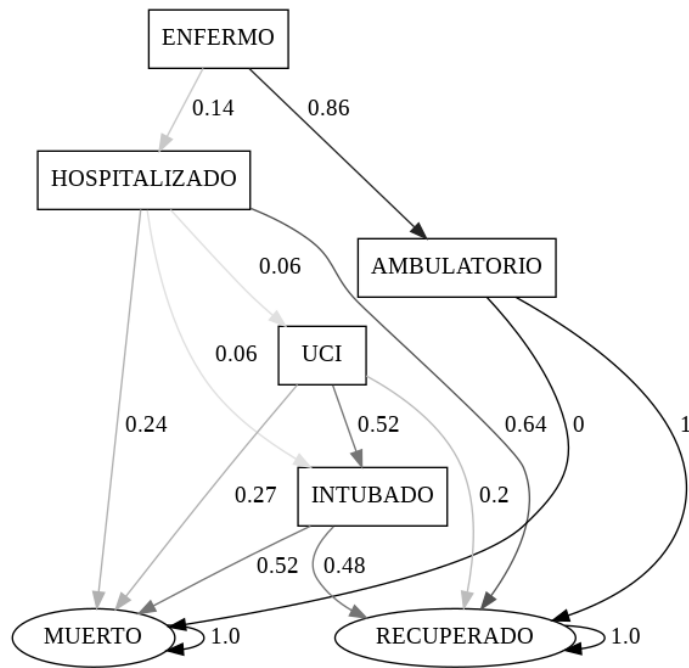 ENFERMO
0.14
0.86
HOSPITALIZADO
AMBULATORIO
0.06
UCI
0.06
0.24
0.52
0.64
0
1
INTUBADO
0.27
0.2
0.52
0.48
MUERTO
1.0
RECUPERADO
1.0